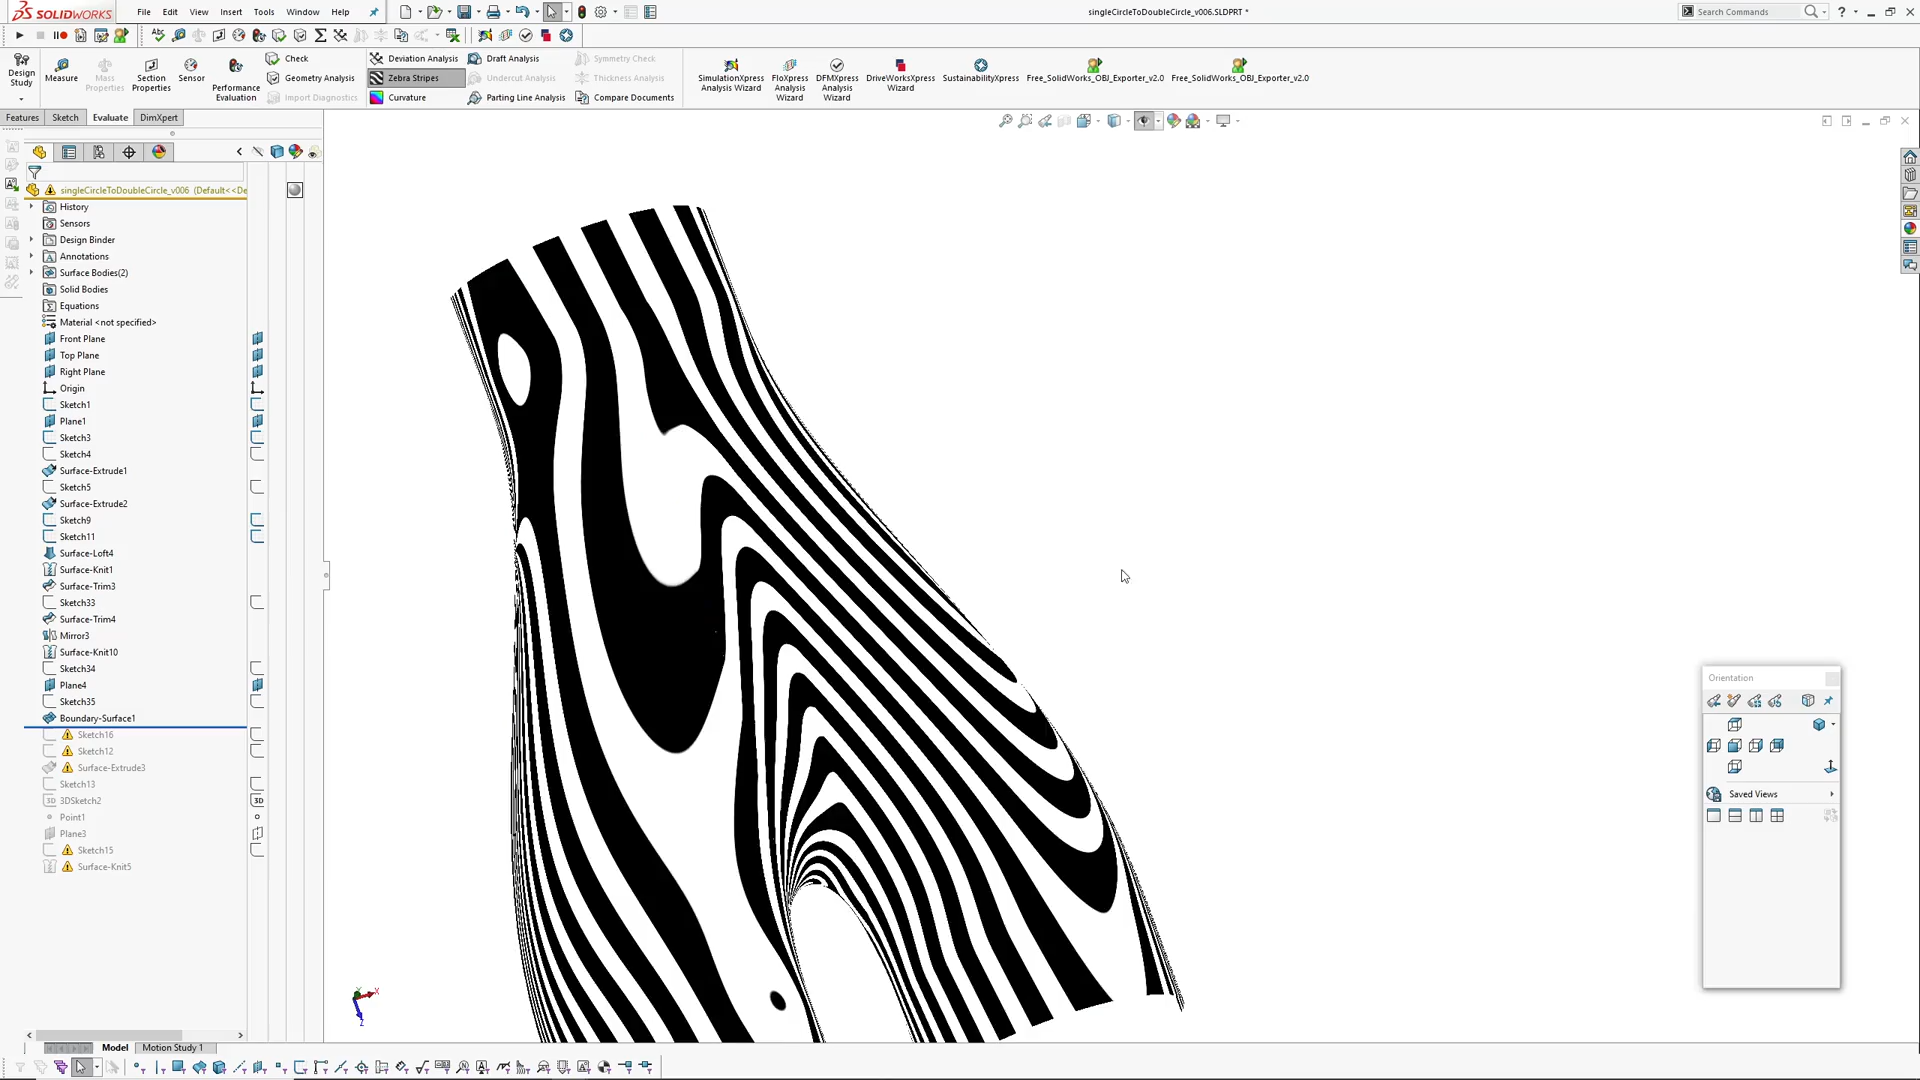 SOLIDWORKS File Edit View Insert Tools Window Help singleCircleToDoubleCircle_v006.SLDPRT * Search Commands ?
Design Study
Measure
Mass Properties
Section Properties
Sensor
Performance Evaluation
Check
Geometry Analysis
Import Diagnostics
Deviation Analysis
Zebra Stripes
Curvature
Draft Analysis
Undercut Analysis
Parting Line Analysis
Symmetry Check
Thickness Analysis
Compare Documents
SimulationXpress Analysis Wizard
FloXpress Analysis Wizard
DFMXpress Analysis Wizard
DriveWorksXpress Wizard
SustainabilityXpress
Free_SolidWorks_OBJ_Exporter_v2.0
Free_SolidWorks_OBJ_Exporter_v2.0
Features Sketch Evaluate DimXpert
singleCircleToDoubleCircle_v006 (Default<<De
History
Sensors
Design Binder
Annotations
Surface Bodies(2)
Solid Bodies
Equations
Material <not specified>
Front Plane
Top Plane
Right Plane
Origin
Sketch1
Plane1
Sketch3
Sketch4
Surface-Extrude1
Sketch5
Surface-Extrude2
Sketch9
Sketch11
Surface-Loft4
Surface-Knit1
Surface-Trim3
Sketch33
Surface-Trim4
Mirror3
Surface-Knit10
Sketch34
Plane4
Sketch35
Boundary-Surface1
Sketch16
Sketch12
Surface-Extrude3
Sketch13
3D 3DSketch2 3D
Point1
Plane3
Sketch15
Surface-Knit5
Orientation
Saved Views
X
Z
Model Motion Study 1